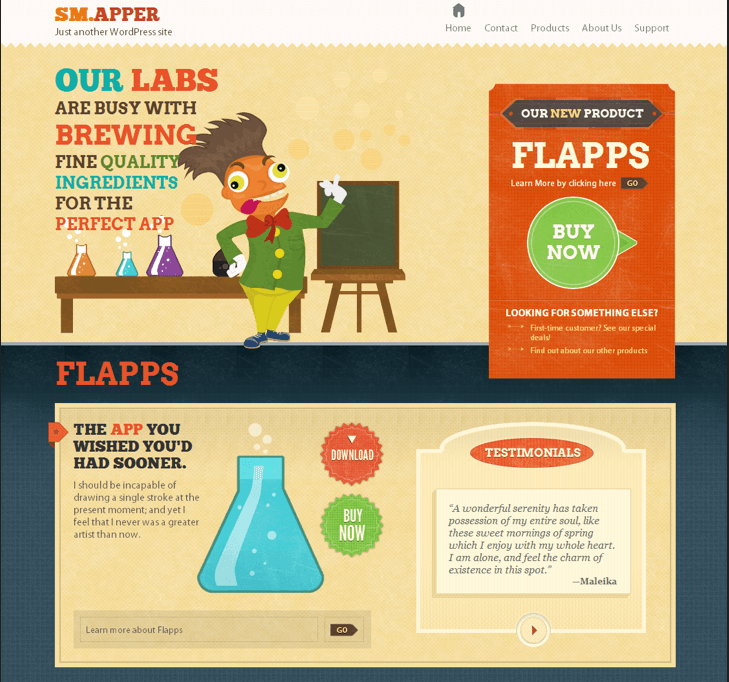 SM.APPER
Just another WordPress site
Home Contact Products About Us Support
OUR LABS
ARE BUSY WITH
BREWING
FINE QUALITY
INGREDIENTS
FOR THE
PERFECT APP
OUR NEW PRODUCT
FLAPPS
Learn More by clicking here GO
BUY
NOW
LOOKING FOR SOMETHING ELSE?
First-time customer? See our special
deals!
Find out about our other products
FLAPPS
THE APP YOU
WISHED YOU'D
HAD SOONER.
I should be incapable of
drawing a single stroke at the
present moment; and yet I
feel that I never was a greater
artist than now.
DOWNLOAD
BUY
NOW
Learn more about Flapps GO
TESTIMONIALS
“A wonderful serenity has taken
possession of my entire soul, like
these sweet mornings of spring
which I enjoy with my whole heart.
I am alone, and feel the charm of
existence in this spot.”
—Maleika